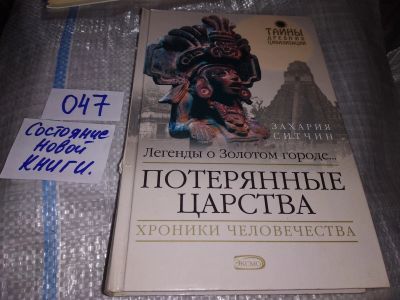 047
Состояние
новой
книги.
ТАЙНЫ
ДРЕВНИХ
ЦИВИЛИЗАЦИЙ
ЗАХАРИЯ
СИТЧИН
Легенды о Золотом городе...
ПОТЕРЯННЫЕ
ЦАРСТВА
ХРОНИКИ ЧЕЛОВЕЧЕСТВА
ЭКСМО